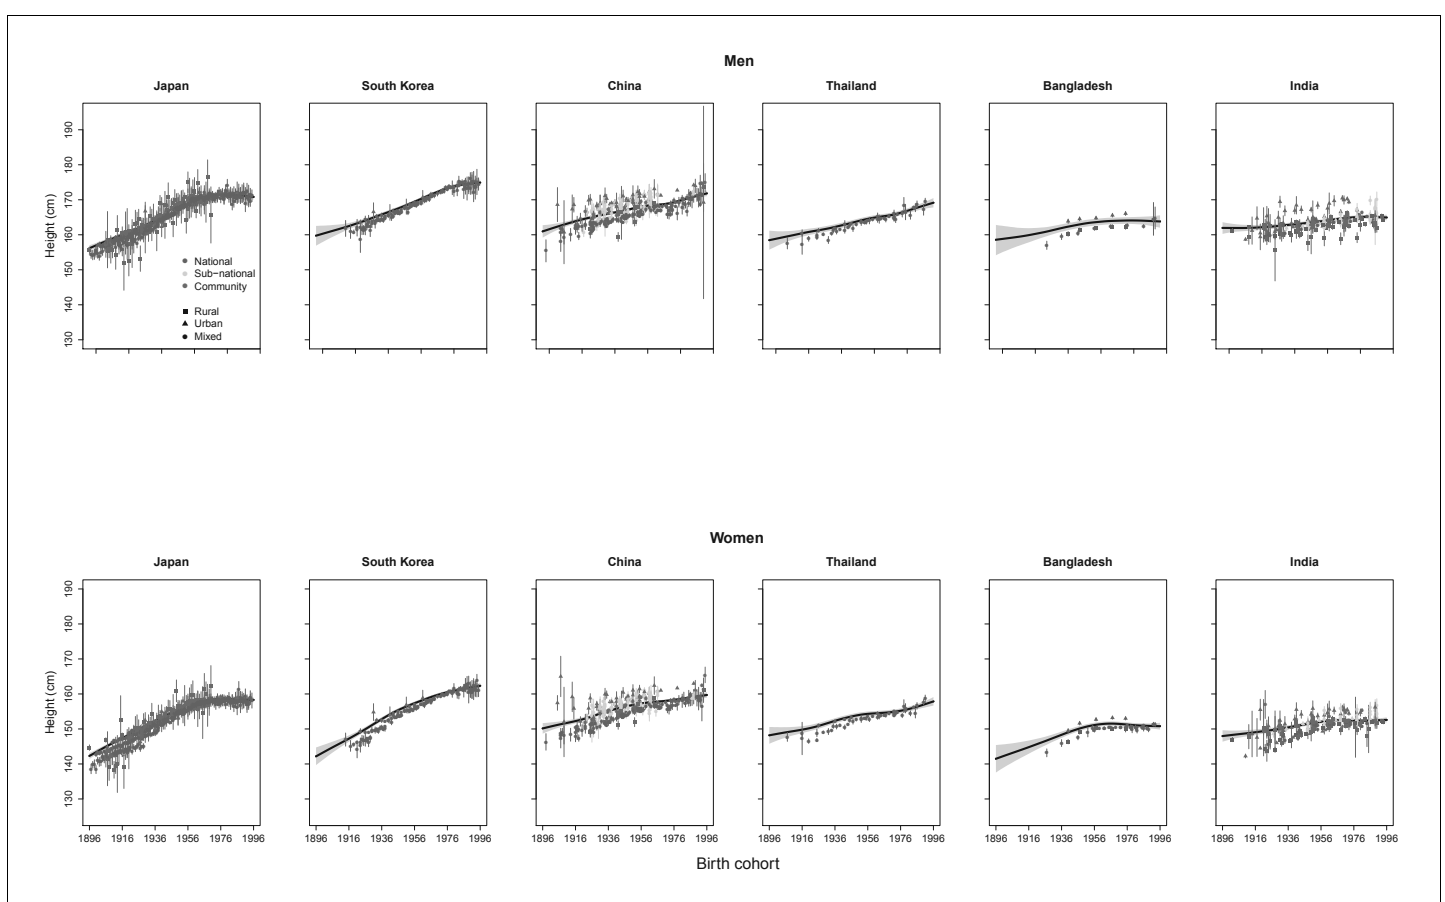 Men
Japan South Korea China Thailand Bangladesh India
Height (cm)
190
180
170
160
150
140
130
National
Sub−national
Community
Rural
Urban
Mixed
Women
Japan South Korea China Thailand Bangladesh India
Height (cm)
190
180
170
160
150
140
130
1896 1916 1936 1956 1976 1996 1896 1916 1936 1956 1976 1996 1896 1916 1936 1956 1976 1996 1896 1916 1936 1956 1976 1996 1896 1916 1936 1956 1976 1996 1896 1916 1936 1956 1976 1996
Birth cohort